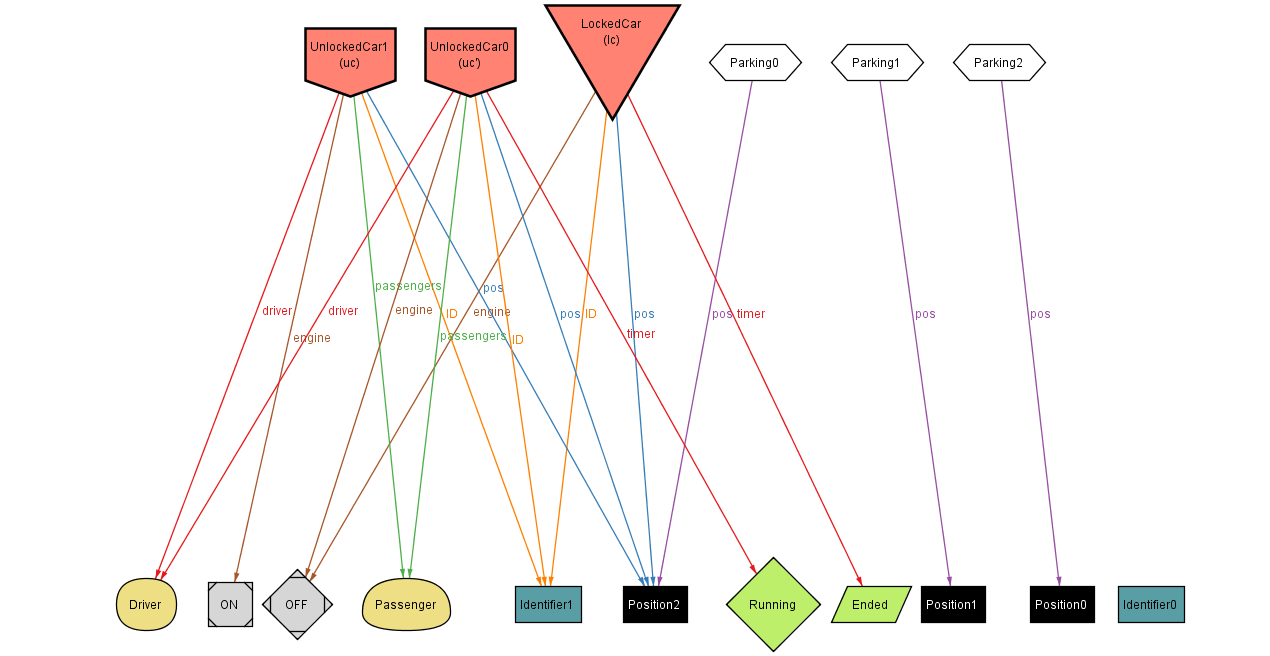 UnlockedCar1
(uc)
UnlockedCar0
(uc')
LockedCar
(lc)
Parking0
Parking1
Parking2
passengers
pos
driver
driver
engine
ID
engine
pos
ID
pos
pos
timer
pos
pos
engine
passengers
ID
timer
Driver
ON
OFF
Passenger
Identifier1
Position2
Running
Ended
Position1
Position0
Identifier0